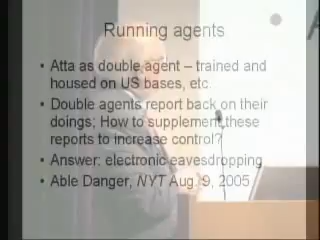 Running agents
• Atta as double agent – trained and
housed on US bases, etc.
• Double agents report back on their
doings; How to supplement these
reports to increase control?
• Answer: electronic eavesdropping
• Able Danger, NYT Aug. 9, 2005